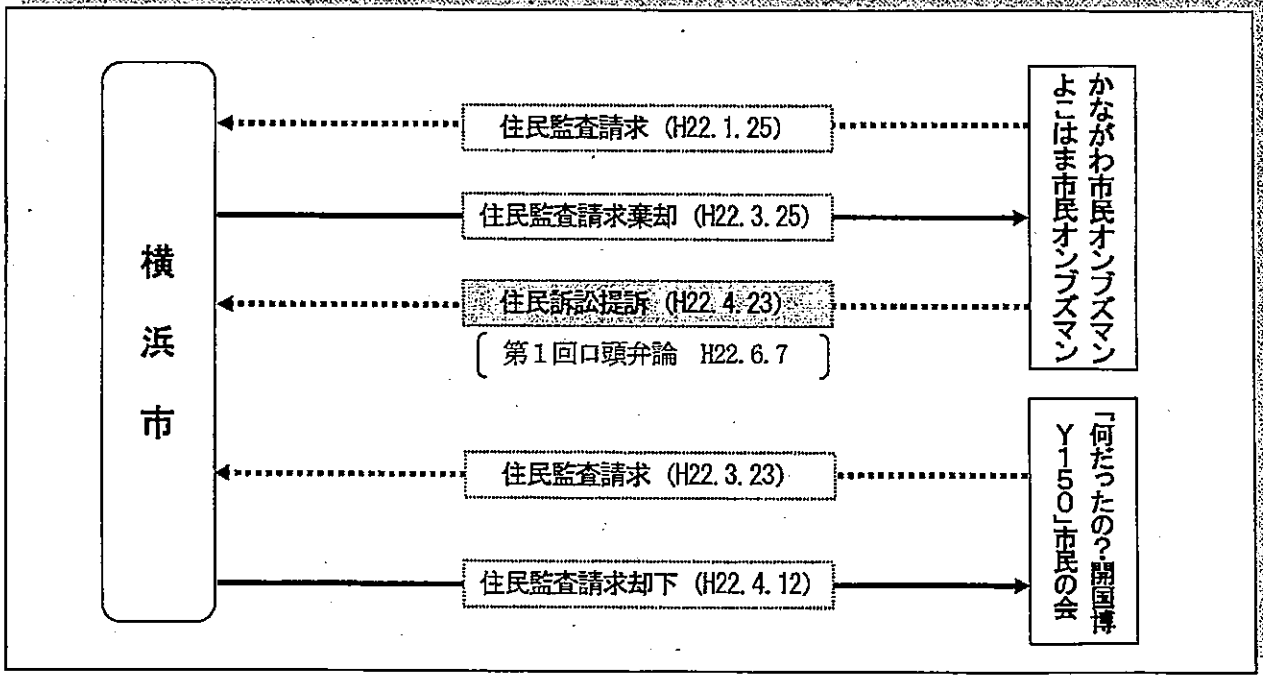 横浜市
住民監査請求 (H22.1.25)
住民監査請求棄却 (H22.3.25)
住民訴訟提訴 (H22.4.23)
第1回口頭弁論 H22.6.7
住民監査請求 (H22.3.23)
住民監査請求却下 (H22.4.12)
かながわ市民オンブズマン
よこはま市民オンブズマン
「何だったの?開国博
Y150」市民の会